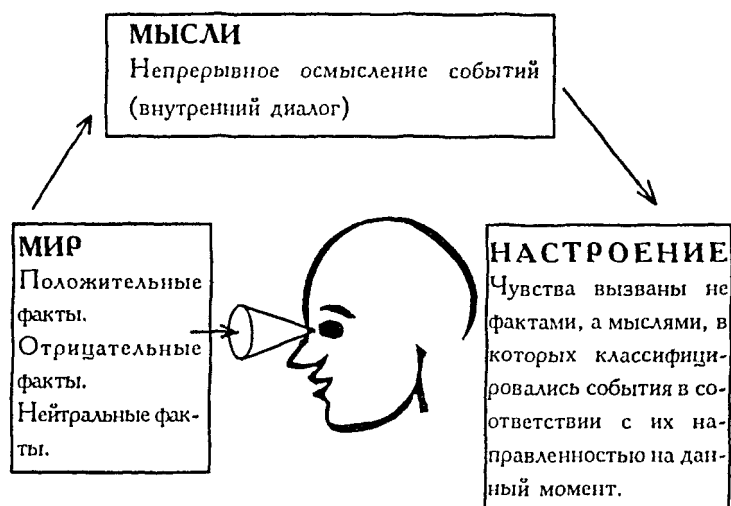 МЫСЛИ
Непрерывное осмысление событий
(внутренний диалог)
МИР
Положительные
факты.
Отрицательные
факты.
Нейтральные фак-
ты.
НАСТРОЕНИЕ
Чувства вызваны не
фактами, а мыслями, в
которых классифици-
ровались события в со-
ответствии с их на-
правленностью на дан-
ный момент.